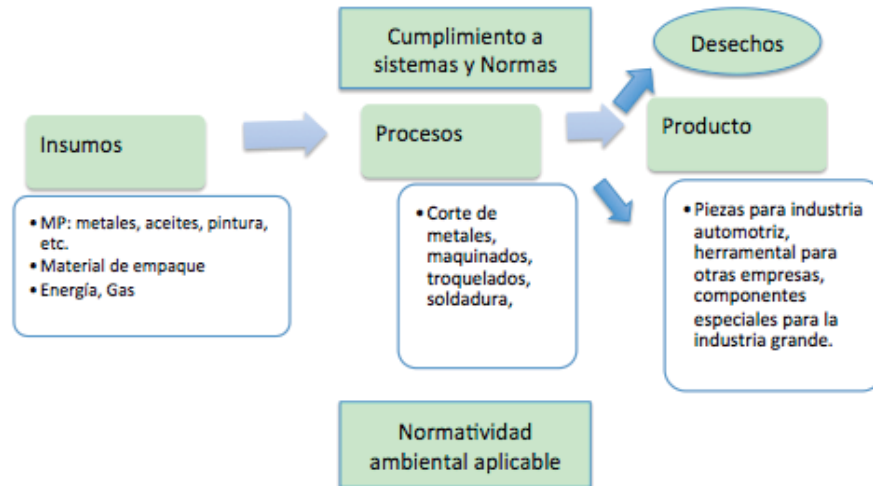 Cumplimiento a
sistemas y Normas
Desechos
Insumos
Procesos
Producto
• MP: metales, aceites, pintura,
etc.
• Material de empaque
• Energía, Gas
• Corte de
metales,
maquinados,
troquelados,
soldadura,
• Piezas para industria
automotriz,
herramental para
otras empresas,
componentes
especiales para la
industria grande.
Normatividad
ambiental aplicable